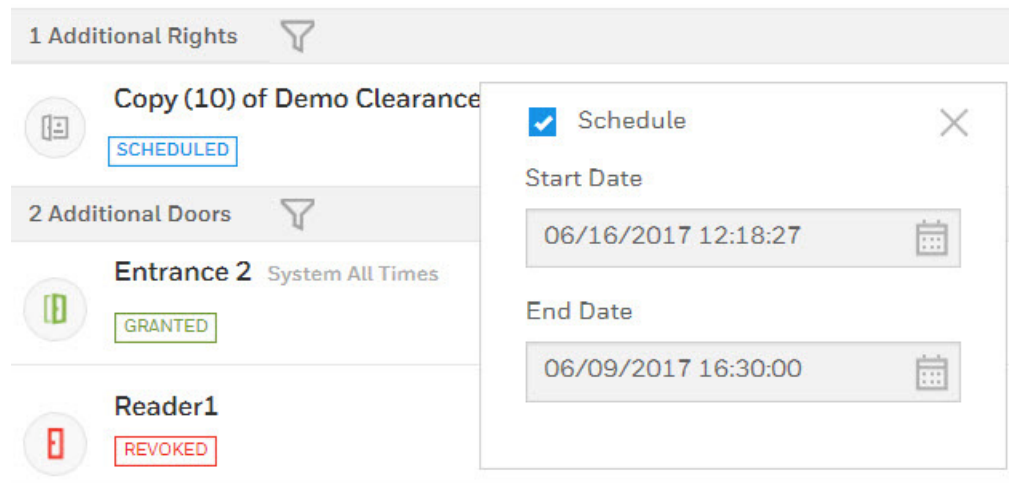 1 Additional Rights
Copy (10) of Demo Clearance
SCHEDULED
2 Additional Doors
Entrance 2 System All Times
GRANTED
Reader1
REVOKED
Schedule
Start Date
06/16/2017 12:18:27
End Date
06/09/2017 16:30:00